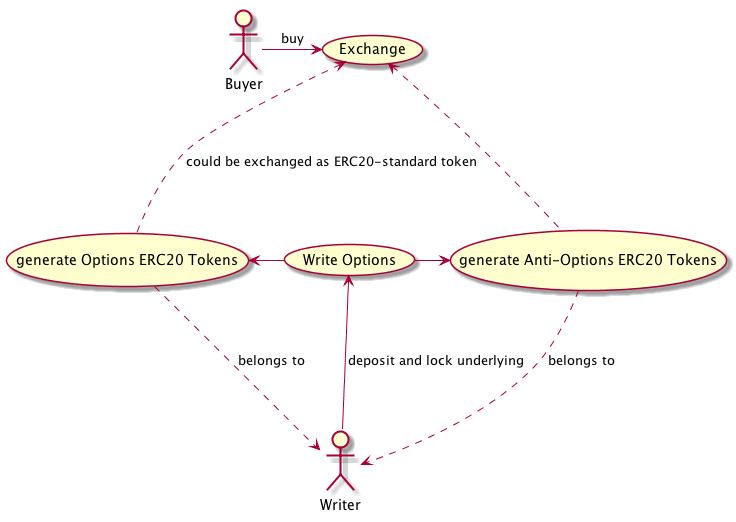 buy
Exchange
Buyer
could be exchanged as ERC20-standard token
generate Options ERC20 Tokens
Write Options
generate Anti-Options ERC20 Tokens
belongs to
deposit and lock underlying
belongs to
Writer